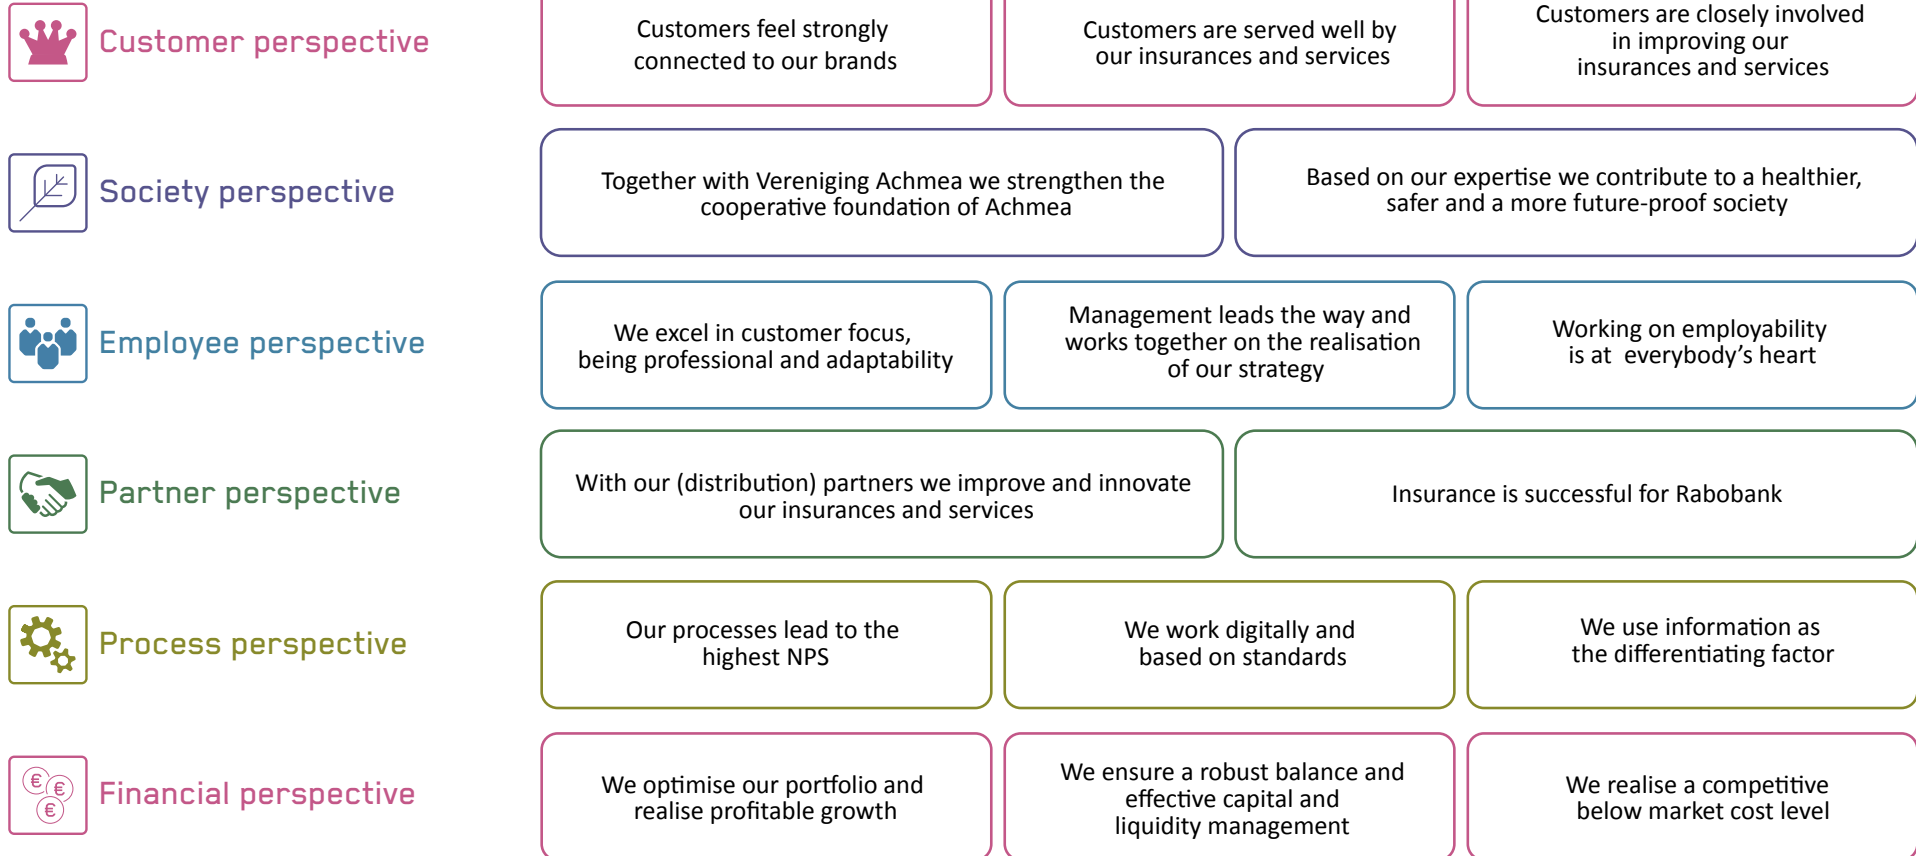 Customer perspective
Customers feel strongly
connected to our brands
Customers are served well by
our insurances and services
Customers are closely involved
in improving our
insurances and services
Society perspective
Together with Vereniging Achmea we strengthen the
cooperative foundation of Achmea
Based on our expertise we contribute to a healthier,
safer and a more future-proof society
Employee perspective
We excel in customer focus,
being professional and adaptability
Management leads the way and
works together on the realisation
of our strategy
Working on employability
is at everybody's heart
Partner perspective
With our (distribution) partners we improve and innovate
our insurances and services
Insurance is successful for Rabobank
Process perspective
Our processes lead to the
highest NPS
We work digitally and
based on standards
We use information as
the differentiating factor
€
€
€
Financial perspective
We optimise our portfolio and
realise profitable growth
We ensure a robust balance and
effective capital and
liquidity management
We realise a competitive
below market cost level